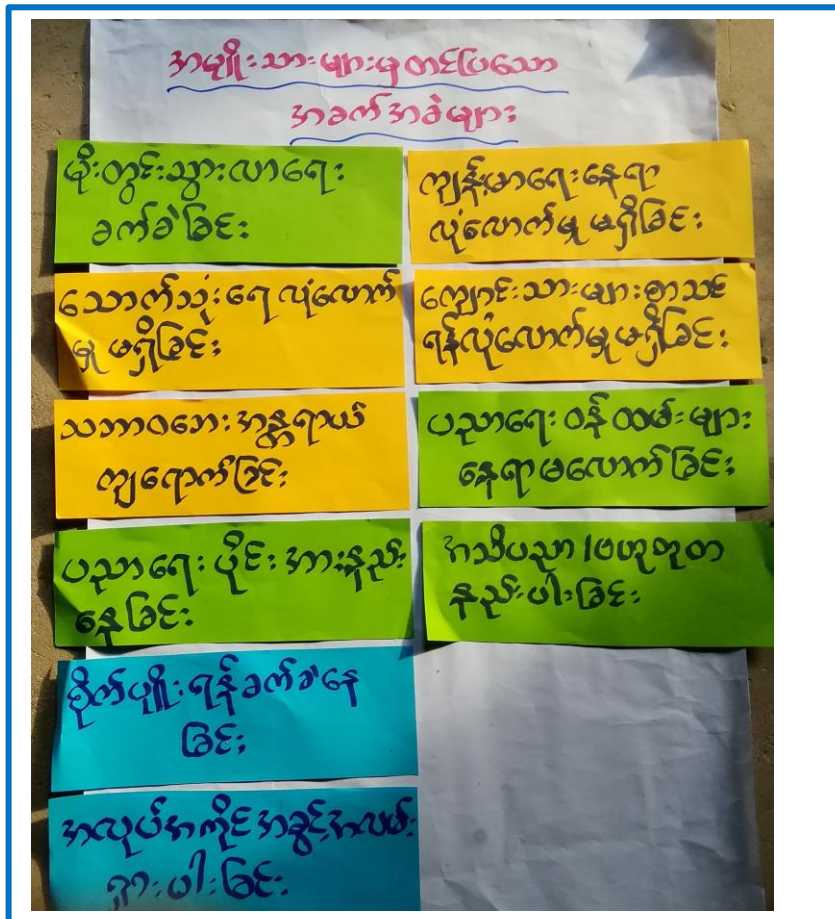 အမျိုးသားများမှတင်ပြသော
အခက်အခဲများ
မိုးတွင်းသွားလာရေး
ခက်ခဲခြင်း
သောက်သုံးရေ လုံလောက်
မှု မရှိခြင်း
သဘာဝဘေး အန္တရာယ်
ကျရောက်ခြင်း
ပညာရေး ပိုင်း အားနည်း
နေခြင်း
စိုက်ပျိုး ရန်ခက်ခဲနေ
ခြင်း
အလုပ်အကိုင်အခွင့်အလမ်း
ရှားပါးခြင်း
ကျန်းမာရေးနေရာ
လုံလောက်မှု မရှိခြင်း
ကျောင်းသားများစာသင်
ရန်လုံလောက်မှုမရှိခြင်း
ပညာရေး ဝန်ထမ်းများ
နေရာမလောက်ခြင်း
အသိပညာ/ဗဟုသုတ
နည်းပါးခြင်း